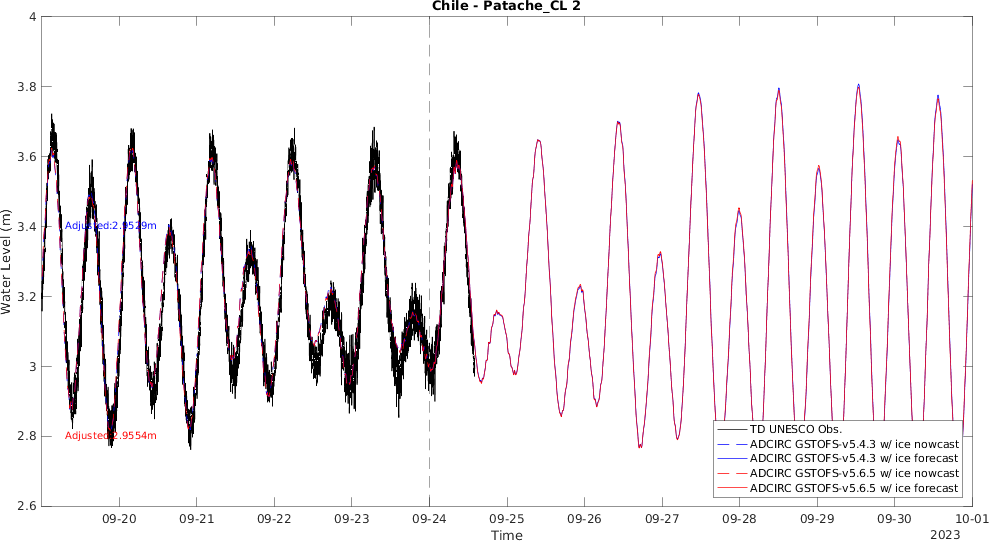 Chile - Patache_CL 2
Water Level (m)
4
3.8
3.6
3.4
3.2
3
2.8
2.6
Adjusted:2.9529m
Adjusted:2.9554m
TD UNESCO Obs.
ADCIRC GSTOFS-v5.4.3 w/ ice nowcast
ADCIRC GSTOFS-v5.4.3 w/ ice forecast
ADCIRC GSTOFS-v5.6.5 w/ ice nowcast
ADCIRC GSTOFS-v5.6.5 w/ ice forecast
09-20 09-21 09-22 09-23 09-24 09-25 09-26 09-27 09-28 09-29 09-30 10-01
Time
2023